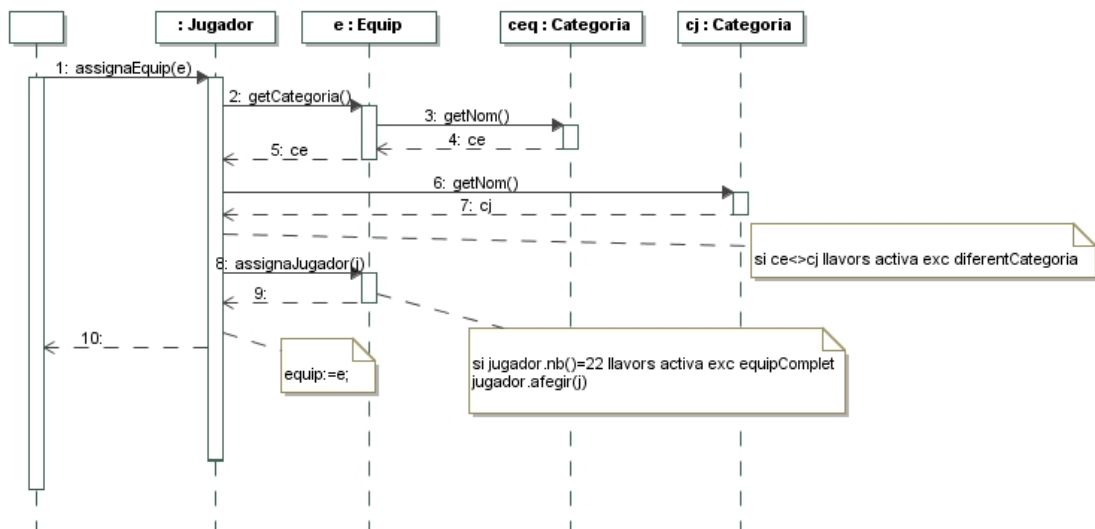 : Jugador
e : Equip
ceq : Categoria
cj : Categoria
1: assignaEquip(e)
2: getCategoria()
3: getNom()
4: ce
5: ce
6: getNom()
7: cj
si ce<>cj llavors activa exc diferentCategoria
8: assignaJugador(j)
9:
10:
equip:=e;
si jugador.nb()=22 llavors activa exc equipComplet
jugador.afegir(j)